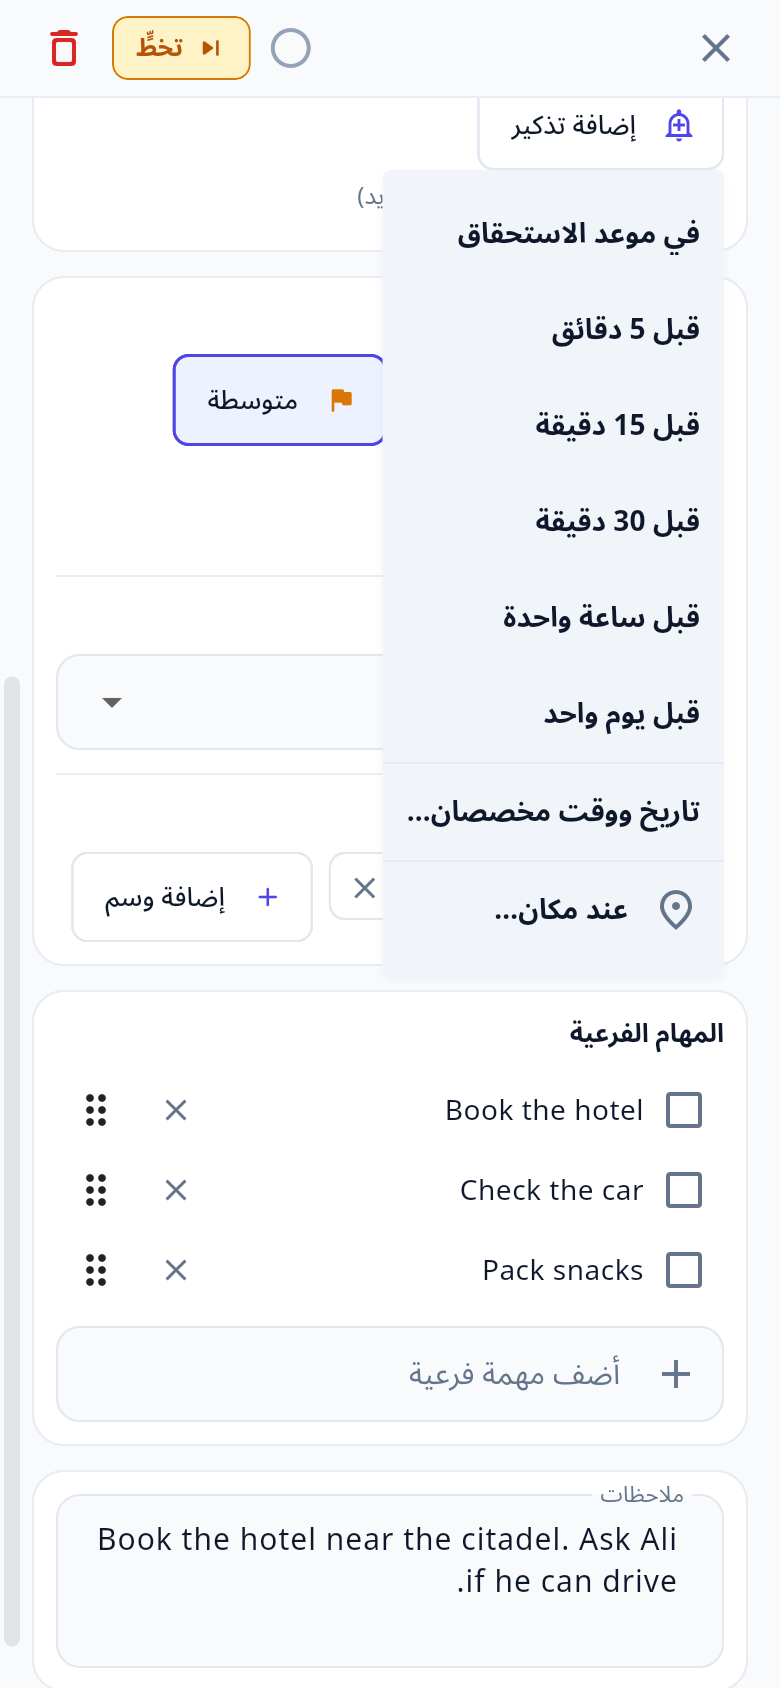 تخطٍّ
إضافة تذكير
في موعد الاستحقاق
قبل 5 دقائق
قبل 15 دقيقة
قبل 30 دقيقة
قبل ساعة واحدة
قبل يوم واحد
تاريخ ووقت مخصصان...
عند مكان...
متوسطة
إضافة وسم
المهام الفرعية
Book the hotel
Check the car
Pack snacks
أضف مهمة فرعية
ملاحظات
Book the hotel near the citadel. Ask Ali
if he can drive.